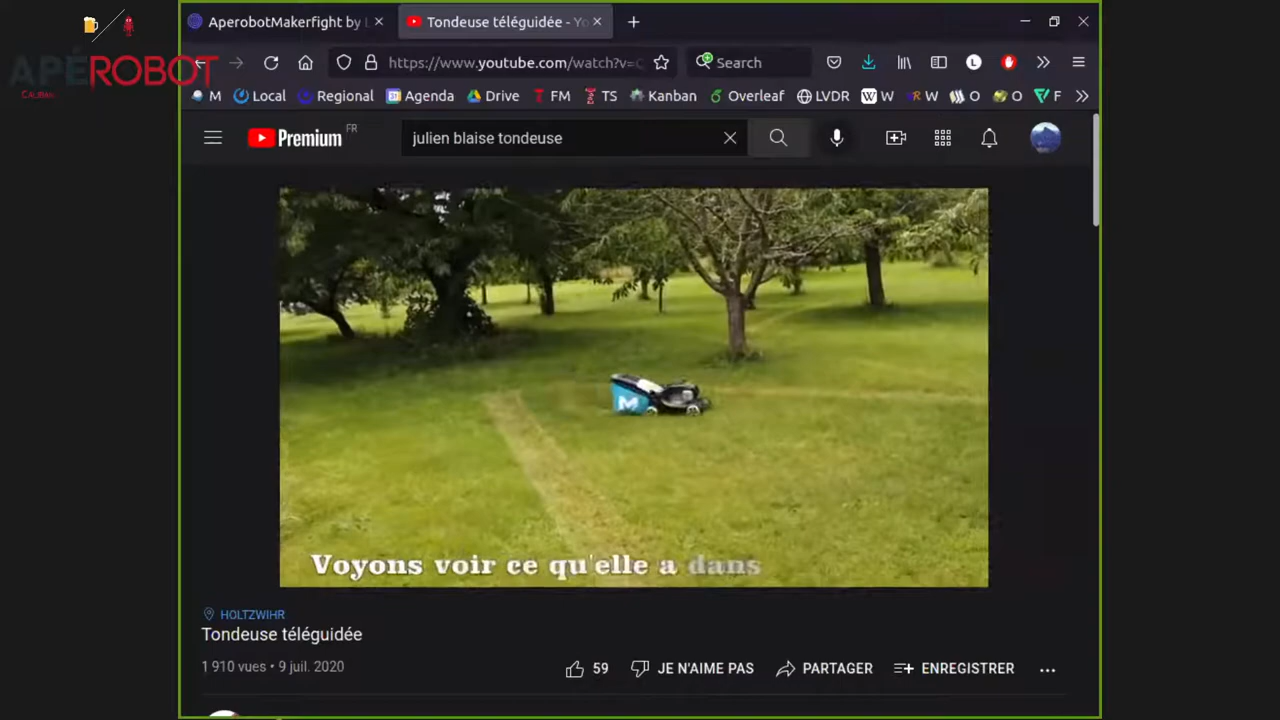 APÉROBOT
CALIBAN
AperobotMakerfight by L
Tondeuse téléguidée - Yo
https://www.youtube.com/watch?v=
Search
M Local Regional Agenda Drive FM TS Kanban Overleaf LVDR W W O O F
Premium FR
julien blaise tondeuse
M
Voyons voir ce qu'elle a dans
HOLTZWIHR
Tondeuse téléguidée
1 910 vues • 9 juil. 2020
59 JE N'AIME PAS PARTAGER ENREGISTRER